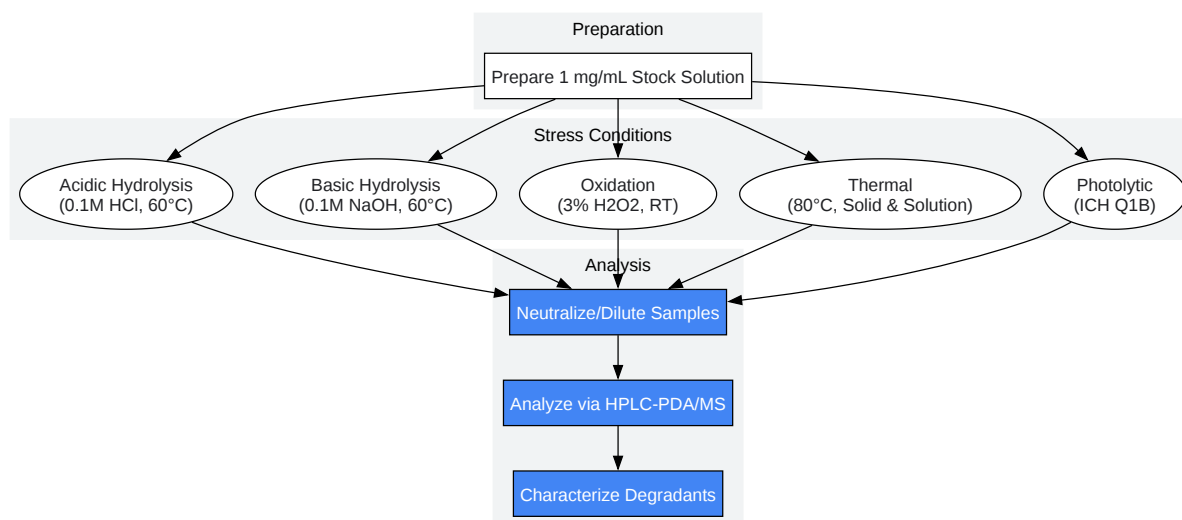 Preparation
Prepare 1 mg/mL Stock Solution
Stress Conditions
Acidic Hydrolysis
(0.1M HCl, 60°C)
Basic Hydrolysis
(0.1M NaOH, 60°C)
Oxidation
(3% H2O2, RT)
Thermal
(80°C, Solid & Solution)
Photolytic
(ICH Q1B)
Analysis
Neutralize/Dilute Samples
Analyze via HPLC-PDA/MS
Characterize Degradants